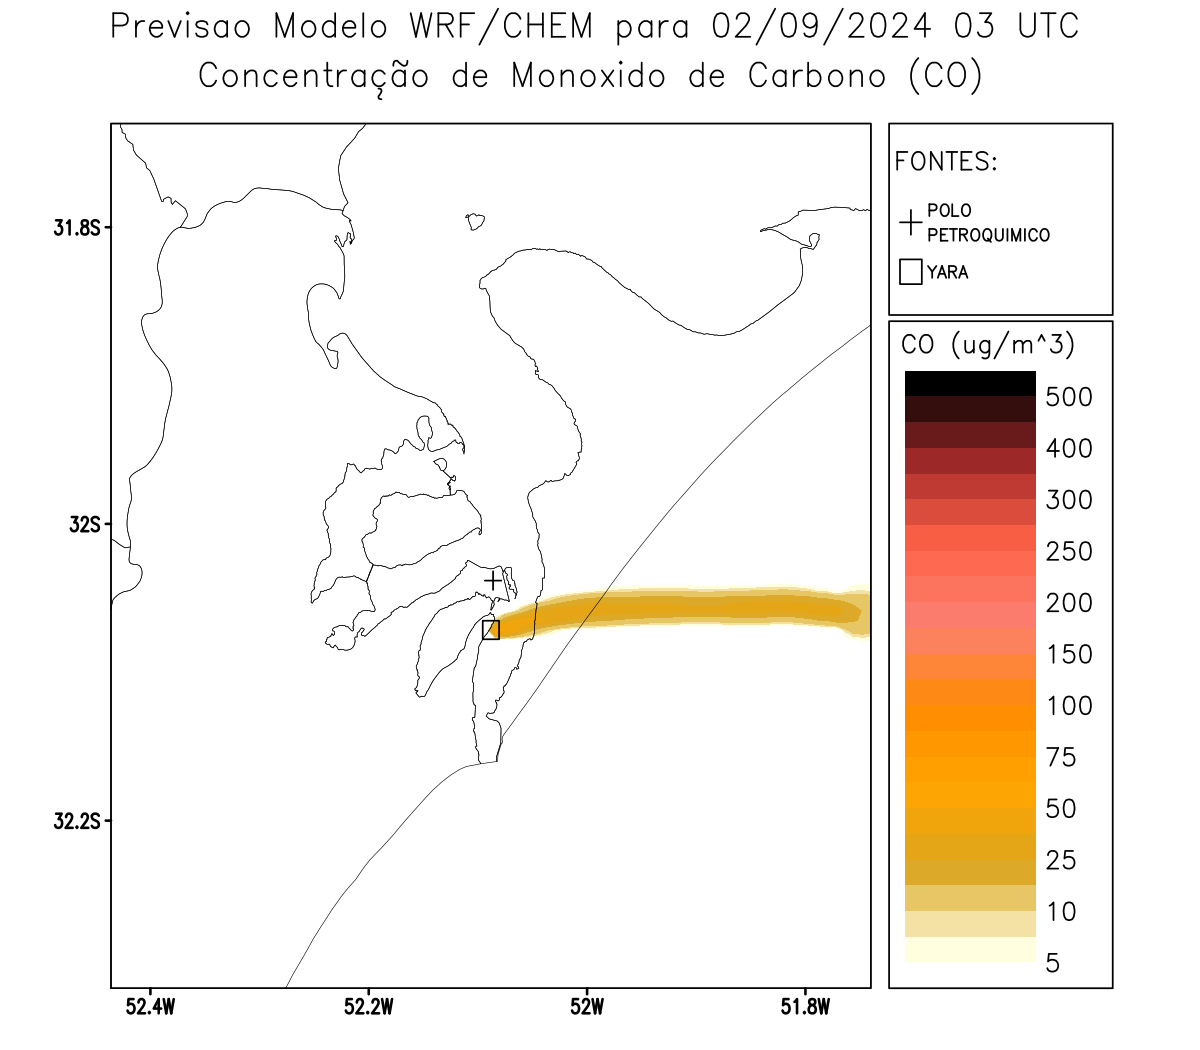 Previsao Modelo WRF/CHEM para 02/09/2024 03 UTC
Concentração de Monoxido de Carbono (CO)
FONTES:
POLO
PETROQUIMICO
YARA
CO (ug/m^3)
500
400
300
250
200
150
100
75
50
25
10
5
31.8S
32S
32.2S
52.4W
52.2W
52W
51.8W